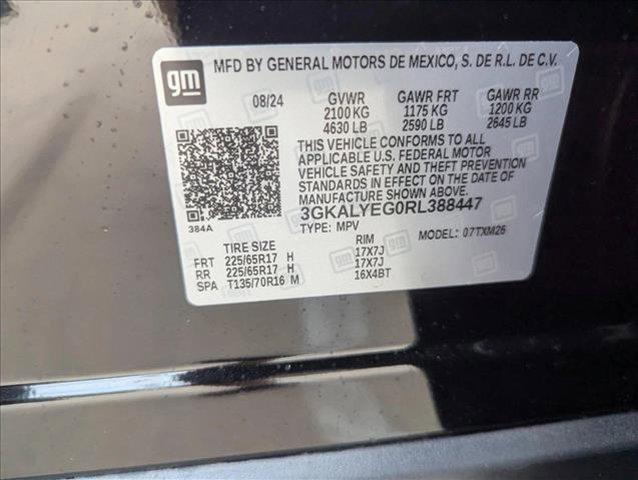 gm
MFD BY GENERAL MOTORS DE MEXICO, S. DE R.L. DE C.V.
08/24 GVWR GAWR FRT GAWR RR
2100 KG 1175 KG 1200 KG
4630 LB 2590 LB 2645 LB
THIS VEHICLE CONFORMS TO ALL
APPLICABLE U.S. FEDERAL MOTOR
VEHICLE SAFETY AND THEFT PREVENTION
STANDARDS IN EFFECT ON THE DATE OF
MANUFACTURE SHOWN ABOVE.
3GKALYEG0RL388447
384A
TYPE: MPV MODEL: 07TXM26
TIRE SIZE RIM
FRT 225/65R17 H 17X7J
RR 225/65R17 H 17X7J
SPA T135/70R16 M 16X4BT